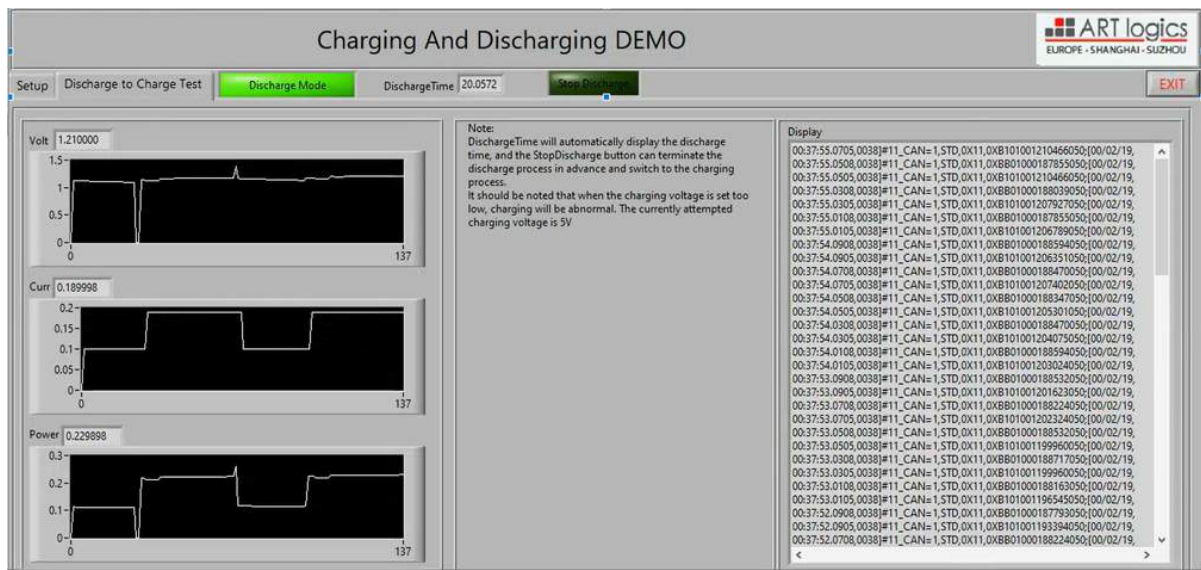 Charging And Discharging DEMO
ART logics
EUROPE - SHANGHAI - SUZHOU
Setup
Discharge to Charge Test
Discharge Mode
DischargeTime 20.0572
Stop Discharge
EXIT
Volt 1.210000
1.5
1
0.5
0
0
137
Curr 0.189998
0.2
0.15
0.1
0.05
0
0
137
Power 0.229898
0.3
0.2
0.1
0
0
137
Note:
DischargeTime will automatically display the discharge
time, and the StopDischarge button can terminate the
discharge process in advance and switch to the charging
process.
It should be noted that when the charging voltage is set too
low, charging will be abnormal. The currently attempted
charging voltage is 5V
Display
00:37:55.0705,0038]#11_CAN=1,STD,0X11,0XB101001210466050;[00/02/19,
00:37:55.0508,0038]#11_CAN=1,STD,0X11,0XBB01000187855050;[00/02/19,
00:37:55.0505,0038]#11_CAN=1,STD,0X11,0XB101001210466050;[00/02/19,
00:37:55.0308,0038]#11_CAN=1,STD,0X11,0XBB01000188039050;[00/02/19,
00:37:55.0305,0038]#11_CAN=1,STD,0X11,0XB101001207927050;[00/02/19,
00:37:55.0108,0038]#11_CAN=1,STD,0X11,0XBB01000187855050;[00/02/19,
00:37:55.0105,0038]#11_CAN=1,STD,0X11,0XB101001206789050;[00/02/19,
00:37:54.0908,0038]#11_CAN=1,STD,0X11,0XBB01000188594050;[00/02/19,
00:37:54.0905,0038]#11_CAN=1,STD,0X11,0XB101001206351050;[00/02/19,
00:37:54.0708,0038]#11_CAN=1,STD,0X11,0XBB01000188470050;[00/02/19,
00:37:54.0705,0038]#11_CAN=1,STD,0X11,0XB101001207402050;[00/02/19,
00:37:54.0508,0038]#11_CAN=1,STD,0X11,0XBB01000188347050;[00/02/19,
00:37:54.0505,0038]#11_CAN=1,STD,0X11,0XB101001205301050;[00/02/19,
00:37:54.0308,0038]#11_CAN=1,STD,0X11,0XBB01000188470050;[00/02/19,
00:37:54.0305,0038]#11_CAN=1,STD,0X11,0XB101001204075050;[00/02/19,
00:37:54.0108,0038]#11_CAN=1,STD,0X11,0XBB01000188594050;[00/02/19,
00:37:54.0105,0038]#11_CAN=1,STD,0X11,0XB101001203024050;[00/02/19,
00:37:53.0908,0038]#11_CAN=1,STD,0X11,0XBB01000188532050;[00/02/19,
00:37:53.0905,0038]#11_CAN=1,STD,0X11,0XB101001201623050;[00/02/19,
00:37:53.0708,0038]#11_CAN=1,STD,0X11,0XBB01000188224050;[00/02/19,
00:37:53.0705,0038]#11_CAN=1,STD,0X11,0XB101001202324050;[00/02/19,
00:37:53.0508,0038]#11_CAN=1,STD,0X11,0XBB01000188532050;[00/02/19,
00:37:53.0505,0038]#11_CAN=1,STD,0X11,0XB101001199960050;[00/02/19,
00:37:53.0308,0038]#11_CAN=1,STD,0X11,0XBB01000188717050;[00/02/19,
00:37:53.0305,0038]#11_CAN=1,STD,0X11,0XB101001199960050;[00/02/19,
00:37:53.0108,0038]#11_CAN=1,STD,0X11,0XBB01000188163050;[00/02/19,
00:37:53.0105,0038]#11_CAN=1,STD,0X11,0XB101001196545050;[00/02/19,
00:37:52.0908,0038]#11_CAN=1,STD,0X11,0XBB01000187793050;[00/02/19,
00:37:52.0905,0038]#11_CAN=1,STD,0X11,0XB101001193394050;[00/02/19,
00:37:52.0708,0038]#11_CAN=1,STD,0X11,0XBB01000188224050;[00/02/19,